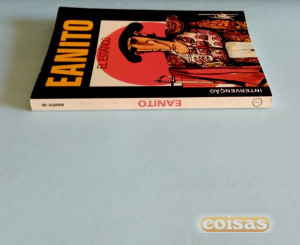 EANITO
EL ESTATICO
INTERVENÇÃO
EANITO
coisas